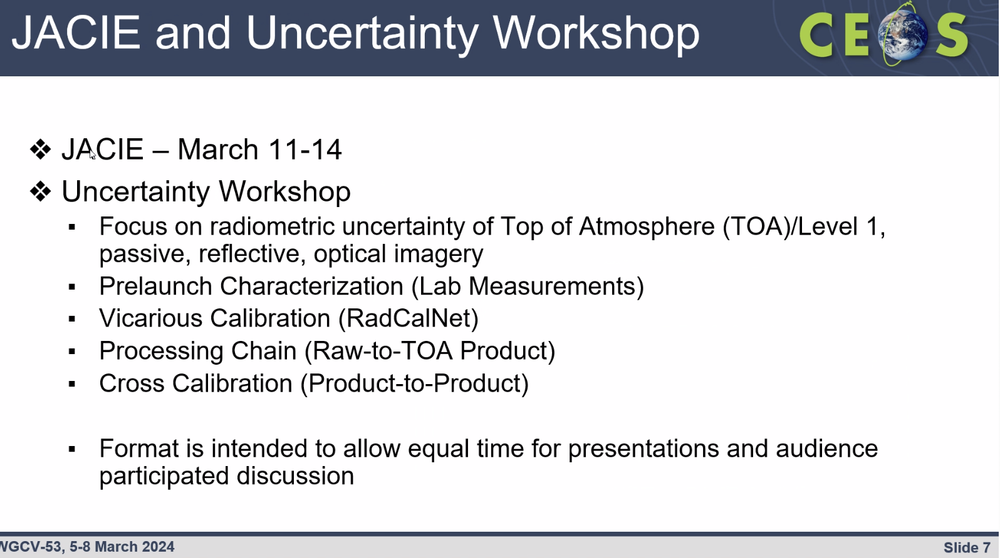 JACIE and Uncertainty Workshop
CEOS
❖ JACIE – March 11-14
❖ Uncertainty Workshop
▪ Focus on radiometric uncertainty of Top of Atmosphere (TOA)/Level 1,
passive, reflective, optical imagery
▪ Prelaunch Characterization (Lab Measurements)
▪ Vicarious Calibration (RadCalNet)
▪ Processing Chain (Raw-to-TOA Product)
▪ Cross Calibration (Product-to-Product)
▪ Format is intended to allow equal time for presentations and audience
participated discussion
WGCV-53, 5-8 March 2024
Slide 7